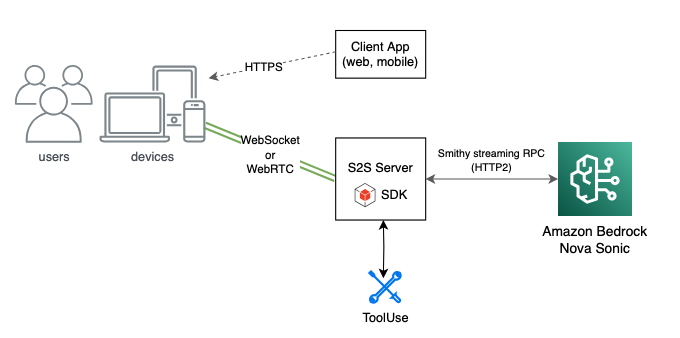 Client App
(web, mobile)
HTTPS
users
devices
WebSocket
or
WebRTC
S2S Server
SDK
Smithy streaming RPC
(HTTP2)
Amazon Bedrock
Nova Sonic
ToolUse